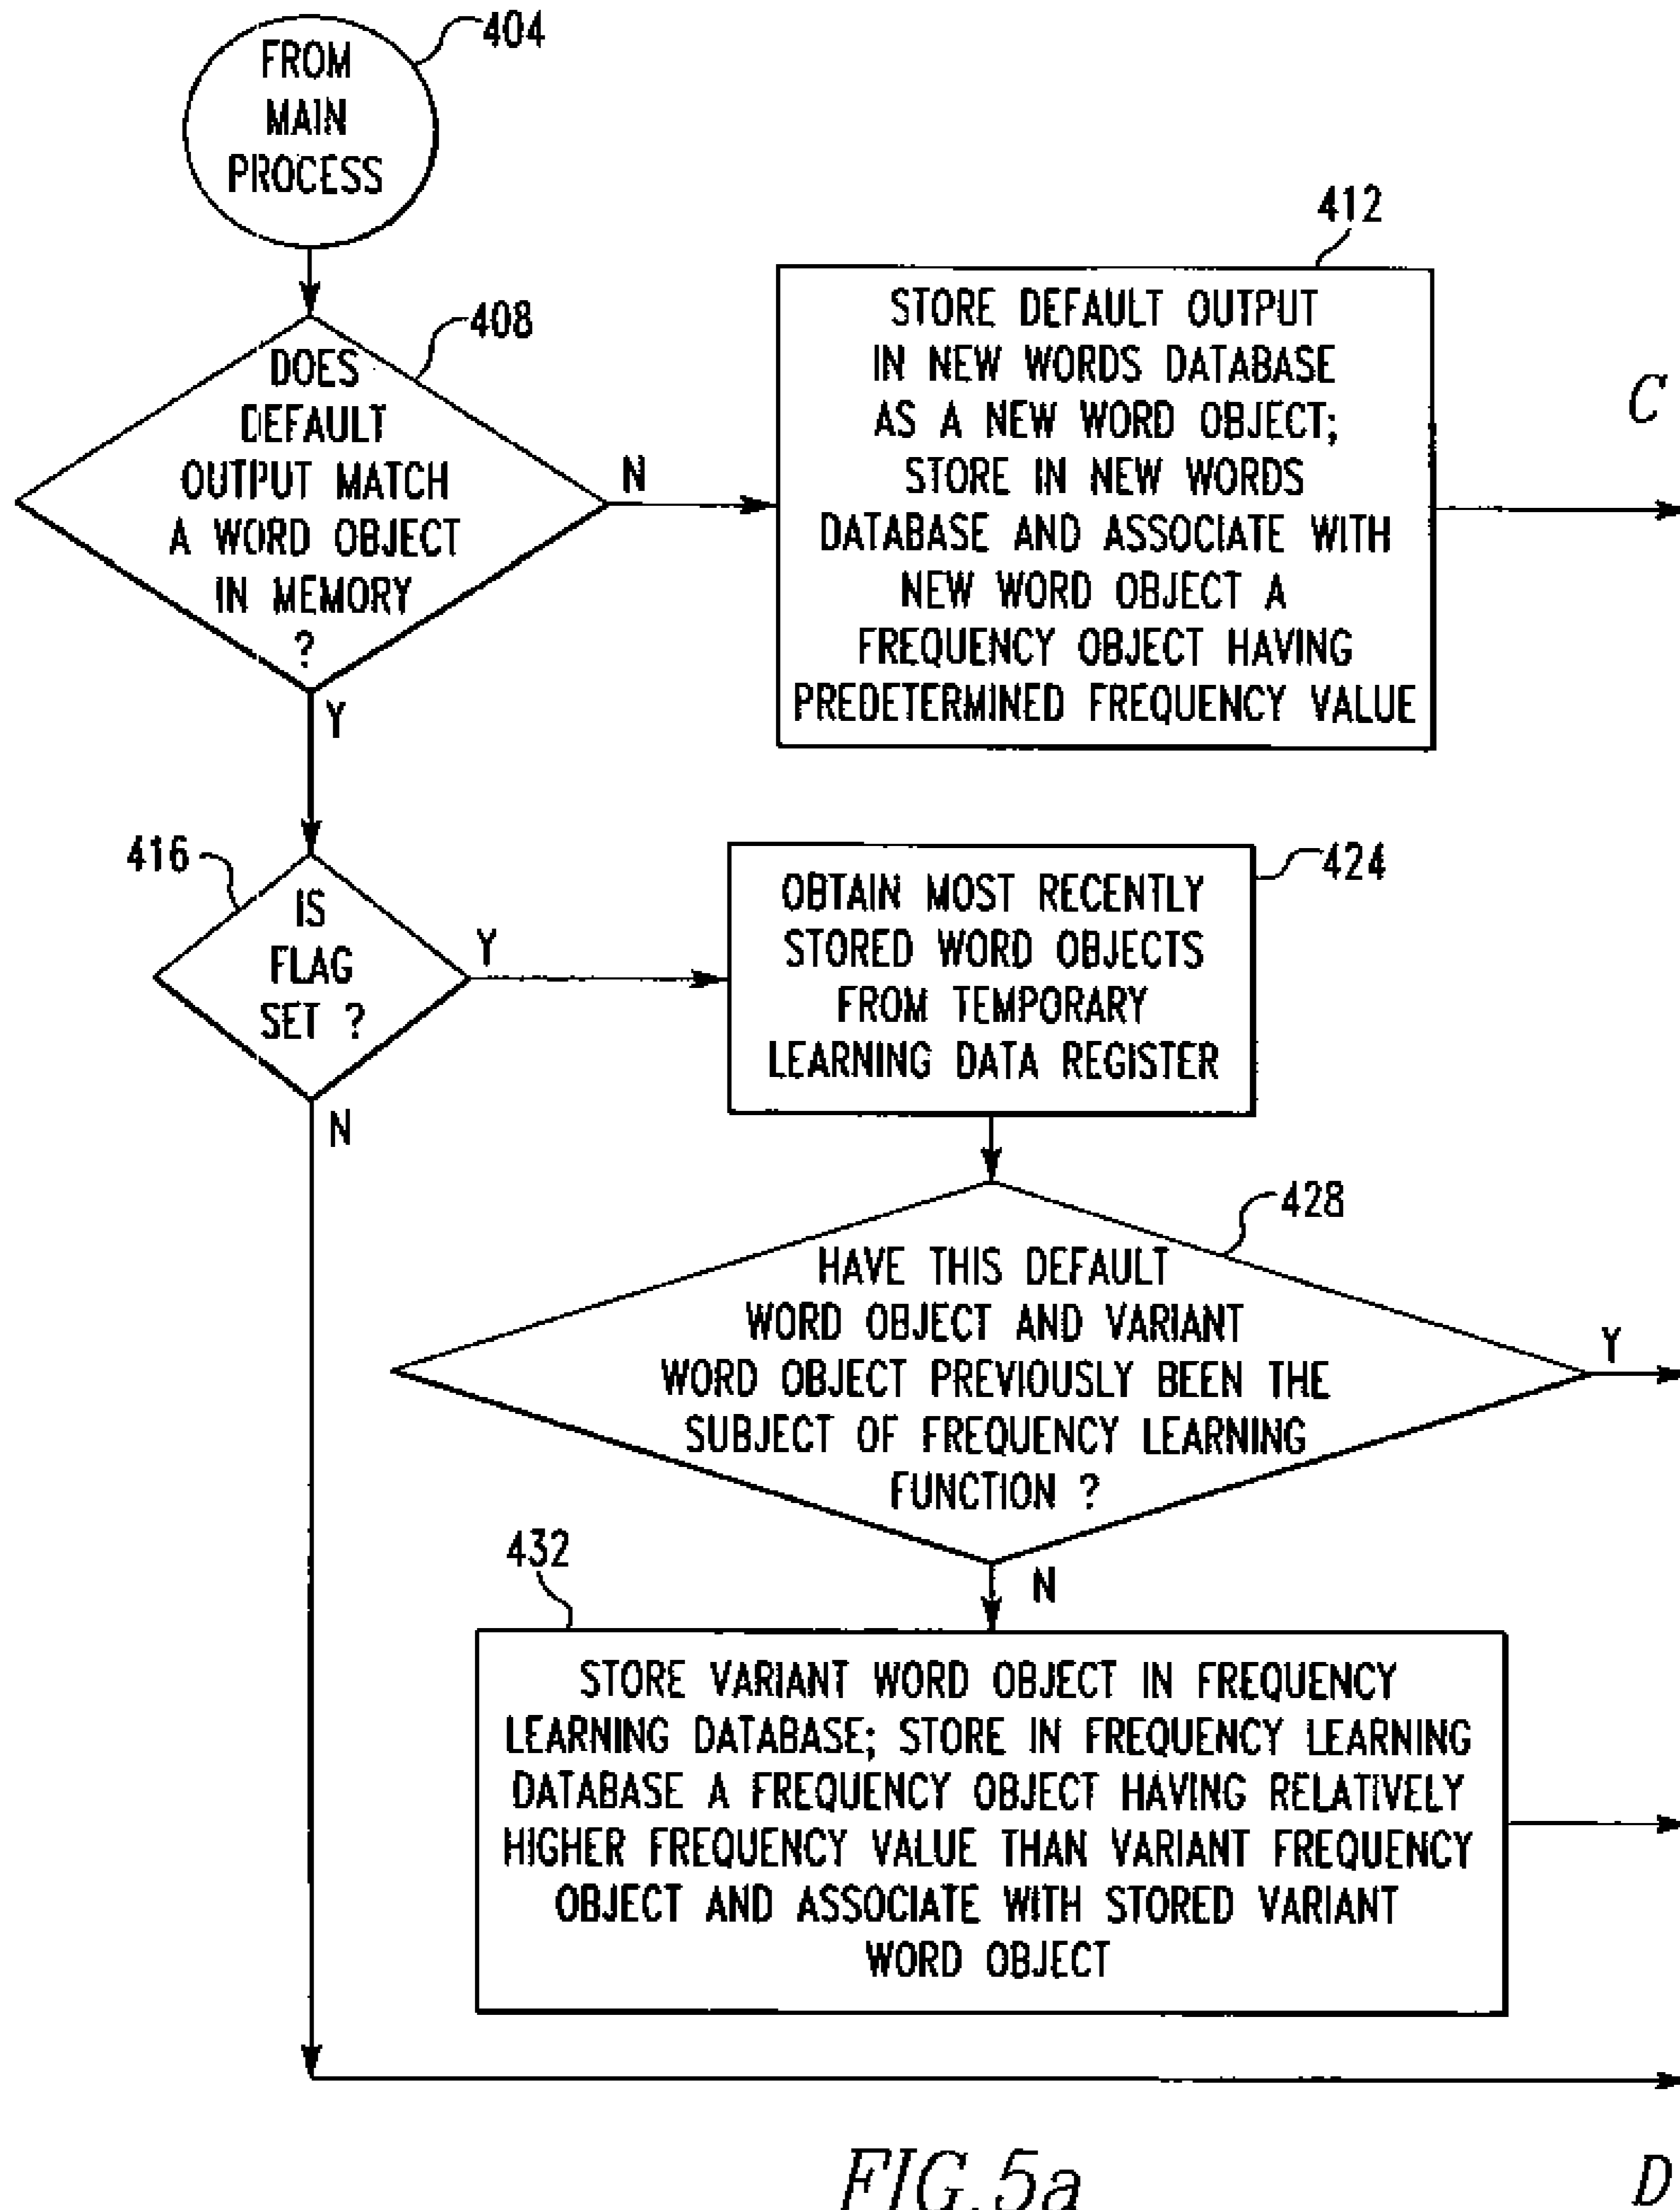 404
FROM
MAIN
PROCESS
408
DOES
DEFAULT
OUTPUT MATCH
A WORD OBJECT
IN MEMORY
?
N
Y
412
STORE DEFAULT OUTPUT
IN NEW WORDS DATABASE
AS A NEW WORD OBJECT;
STORE IN NEW WORDS
DATABASE AND ASSOCIATE WITH
NEW WORD OBJECT A
FREQUENCY OBJECT HAVING
PREDETERMINED FREQUENCY VALUE
C
416
IS
FLAG
SET ?
Y
N
424
OBTAIN MOST RECENTLY
STORED WORD OBJECTS
FROM TEMPORARY
LEARNING DATA REGISTER
428
HAVE THIS DEFAULT
WORD OBJECT AND VARIANT
WORD OBJECT PREVIOUSLY BEEN THE
SUBJECT OF FREQUENCY LEARNING
FUNCTION ?
Y
N
432
STORE VARIANT WORD OBJECT IN FREQUENCY
LEARNING DATABASE; STORE IN FREQUENCY LEARNING
DATABASE A FREQUENCY OBJECT HAVING RELATIVELY
HIGHER FREQUENCY VALUE THAN VARIANT FREQUENCY
OBJECT AND ASSOCIATE WITH STORED VARIANT
WORD OBJECT
FIG.5a
D